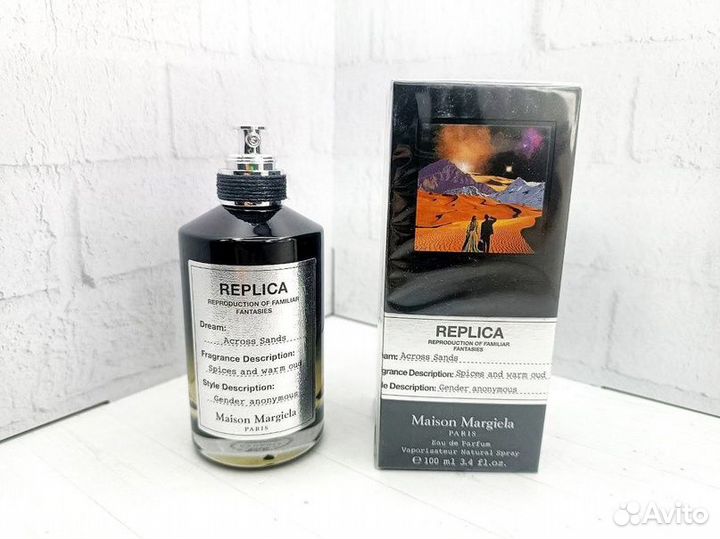 REPLICA
REPRODUCTION OF FAMILIAR
FANTASIES
Dream:
Across Sands
Fragrance Description:
Spices and warm oud
Style Description:
Gender anonymous
Maison Margiela
PARIS
REPLICA
REPRODUCTION OF FAMILIAR
FANTASIES
eam: Across Sands
agrance Description: Spices and warm oud
le Description: Gender anonymous
Maison Margiela
PARIS
Eau de Parfum
Vaporisateur Natural Spray
℮ 100 ml 3.4 fl.oz.
Avito